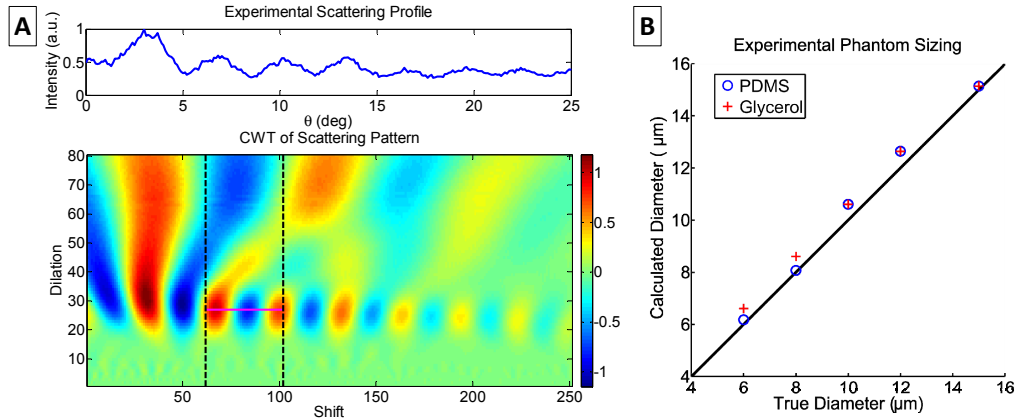 A
Experimental Scattering Profile
Intensity (a.u.)
1
0.5
0
0 5 10 15 20 25
θ (deg)
CWT of Scattering Pattern
Dilation
80
70
60
50
40
30
20
10
50 100 150 200 250
Shift
1
0.5
0
-0.5
-1
B
Experimental Phantom Sizing
Calculated Diameter ( µm)
16
14
12
10
8
6
4
PDMS
Glycerol
4 6 8 10 12 14 16
True Diameter (µm)